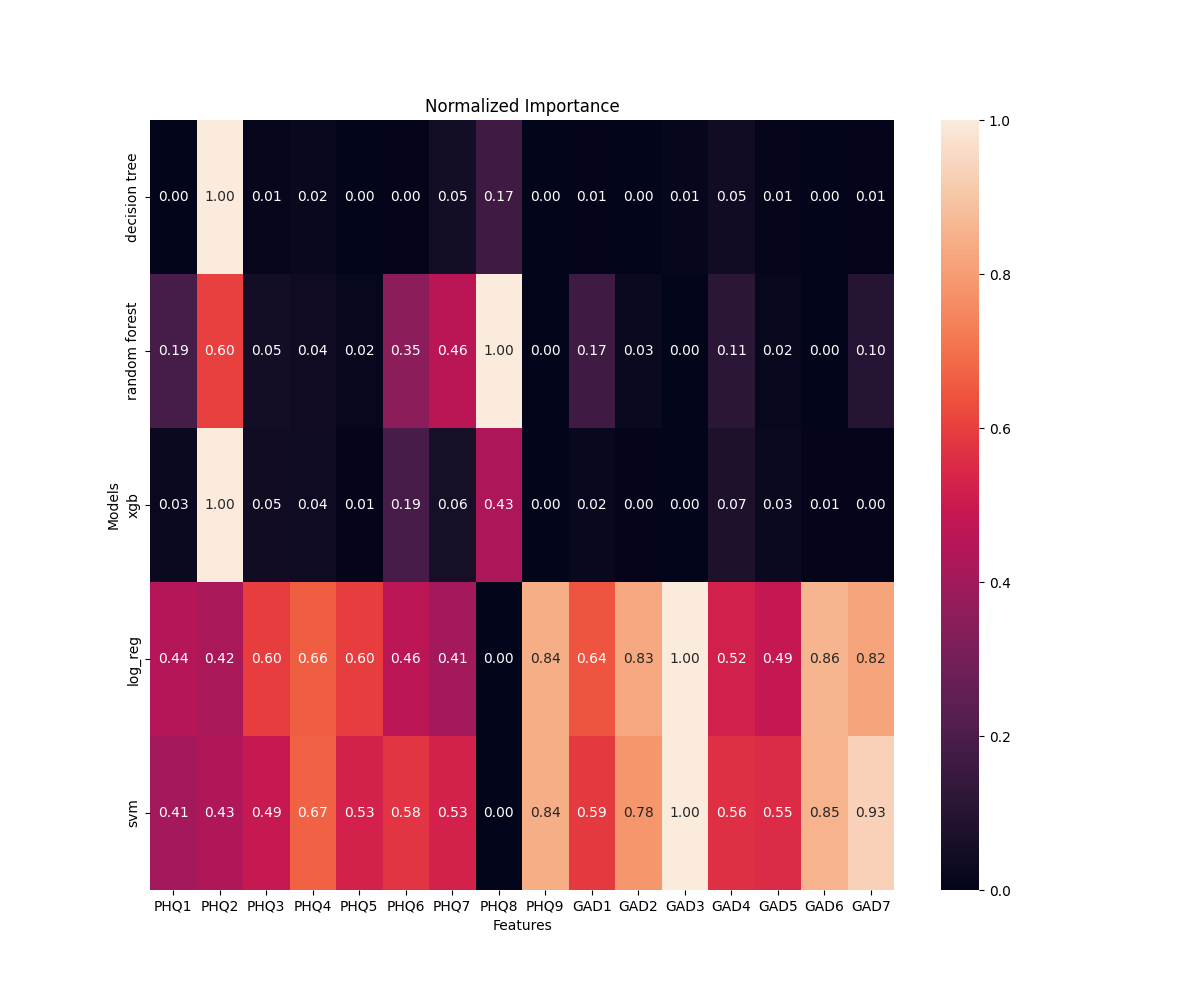 Normalized Importance
decision tree
0.00 1.00 0.01 0.02 0.00 0.00 0.05 0.17 0.00 0.01 0.00 0.01 0.05 0.01 0.00 0.01
random forest
0.19 0.60 0.05 0.04 0.02 0.35 0.46 1.00 0.00 0.17 0.03 0.00 0.11 0.02 0.00 0.10
Models
xgb
0.03 1.00 0.05 0.04 0.01 0.19 0.06 0.43 0.00 0.02 0.00 0.00 0.07 0.03 0.01 0.00
log_reg
0.44 0.42 0.60 0.66 0.60 0.46 0.41 0.00 0.84 0.64 0.83 1.00 0.52 0.49 0.86 0.82
svm
0.41 0.43 0.49 0.67 0.53 0.58 0.53 0.00 0.84 0.59 0.78 1.00 0.56 0.55 0.85 0.93
PHQ1 PHQ2 PHQ3 PHQ4 PHQ5 PHQ6 PHQ7 PHQ8 PHQ9 GAD1 GAD2 GAD3 GAD4 GAD5 GAD6 GAD7
Features
1.0
0.8
0.6
0.4
0.2
0.0